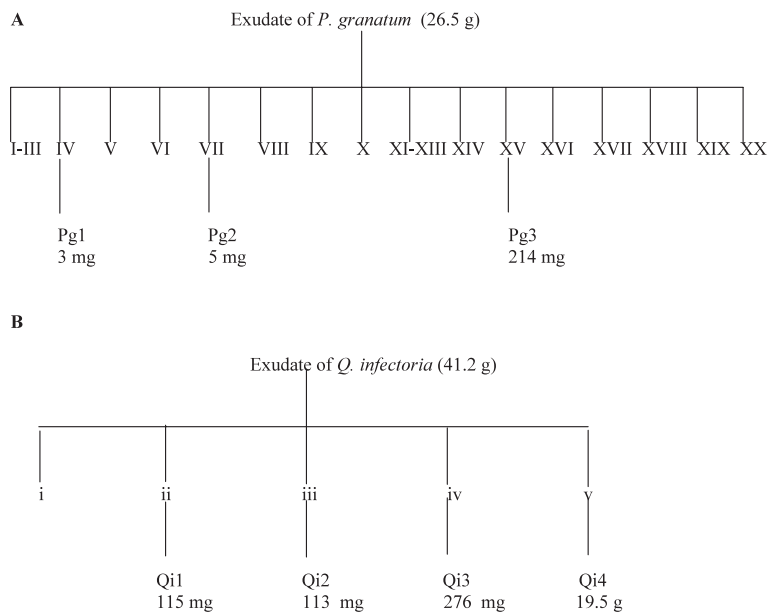 A
Exudate of P. granatum (26.5 g)
I-III IV V VI VII VIII IX X XI-XIII XIV XV XVI XVII XVIII XIX XX
Pg1 Pg2 Pg3
3 mg 5 mg 214 mg
B
Exudate of Q. infectoria (41.2 g)
i ii iii iv v
Qi1 Qi2 Qi3 Qi4
115 mg 113 mg 276 mg 19.5 g